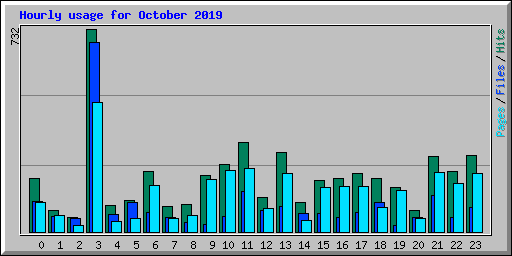 Hourly usage for October 2019
732
Pages / Files / Hits
0 1 2 3 4 5 6 7 8 9 10 11 12 13 14 15 16 17 18 19 20 21 22 23